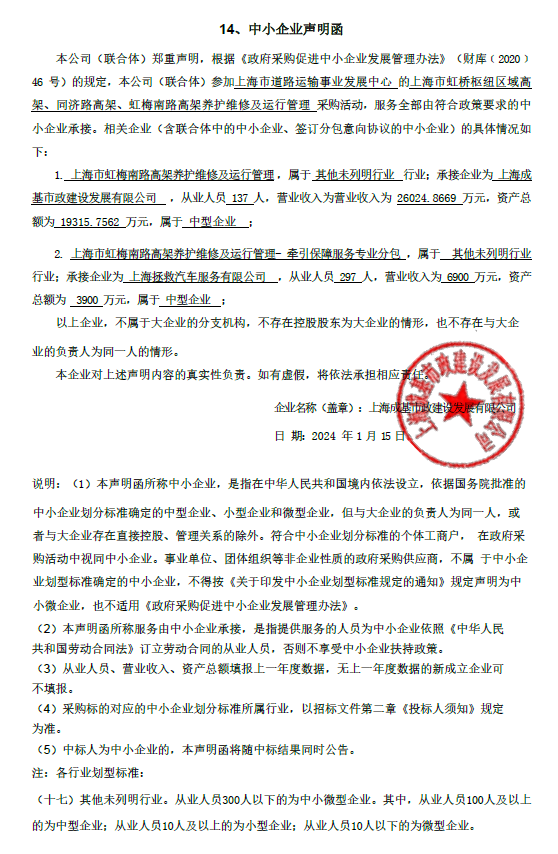 14、中小企业声明函
本公司（联合体）郑重声明，根据《政府采购促进中小企业发展管理办法》（财库﹝2020﹞
46 号）的规定，本公司（联合体）参加上海市道路运输事业发展中心 的上海市虹桥枢纽区域高
架、同济路高架、虹梅南路高架养护维修及运行管理 采购活动，服务全部由符合政策要求的中
小企业承接。相关企业（含联合体中的中小企业、签订分包意向协议的中小企业）的具体情况如
下：
1. 上海市虹梅南路高架养护维修及运行管理，属于 其他未列明行业 行业；承接企业为 上海成
基市政建设发展有限公司 ，从业人员 137 人，营业收入为营业收入为 26024.8669 万元，资产总
额为 19315.7562 万元，属于 中型企业 ；
2. 上海市虹梅南路高架养护维修及运行管理- 牵引保障服务专业分包 ，属于 其他未列明行业
行业；承接企业为 上海拯救汽车服务有限公司 ，从业人员 297 人，营业收入为 6900 万元，资产
总额为 3900 万元，属于 中型企业 ；
以上企业，不属于大企业的分支机构，不存在控股股东为大企业的情形，也不存在与大企
业的负责人为同一人的情形。
本企业对上述声明内容的真实性负责。如有虚假，将依法承担相应责任。
企业名称（盖章）：上海成基市政建设发展有限公司
日 期：2024 年 1 月 15 日
上海成基市政建设发展有限公司
说明：（1）本声明函所称中小企业，是指在中华人民共和国境内依法设立，依据国务院批准的
中小企业划分标准确定的中型企业、小型企业和微型企业，但与大企业的负责人为同一人，或
者与大企业存在直接控股、管理关系的除外。符合中小企业划分标准的个体工商户， 在政府采
购活动中视同中小企业。事业单位、团体组织等非企业性质的政府采购供应商，不属 于中小企
业划型标准确定的中小企业，不得按《关于印发中小企业划型标准规定的通知》规定声明为中
小微企业，也不适用《政府采购促进中小企业发展管理办法》。
（2）本声明函所称服务由中小企业承接，是指提供服务的人员为中小企业依照《中华人民
共和国劳动合同法》订立劳动合同的从业人员，否则不享受中小企业扶持政策。
（3）从业人员、营业收入、资产总额填报上一年度数据，无上一年度数据的新成立企业可
不填报。
（4）采购标的对应的中小企业划分标准所属行业，以招标文件第二章《投标人须知》规定
为准。
（5）中标人为中小企业的，本声明函将随中标结果同时公告。
注：各行业划型标准：
（十七）其他未列明行业。从业人员300人以下的为中小微型企业。其中，从业人员100人及以上
的为中型企业；从业人员10人及以上的为小型企业；从业人员10人以下的为微型企业。